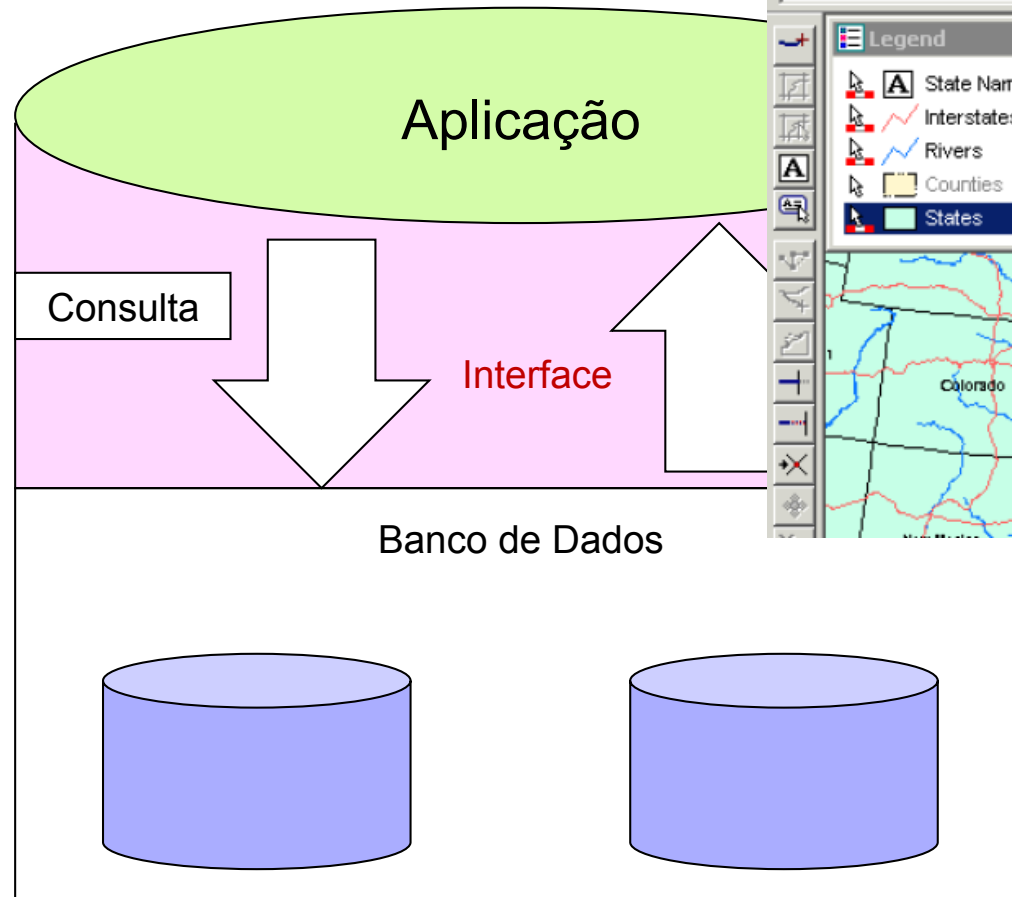 Aplicação
Legend
A State Nam
Interstates
Rivers
Counties
States
A
Consulta
Interface
Colorado
Banco de Dados